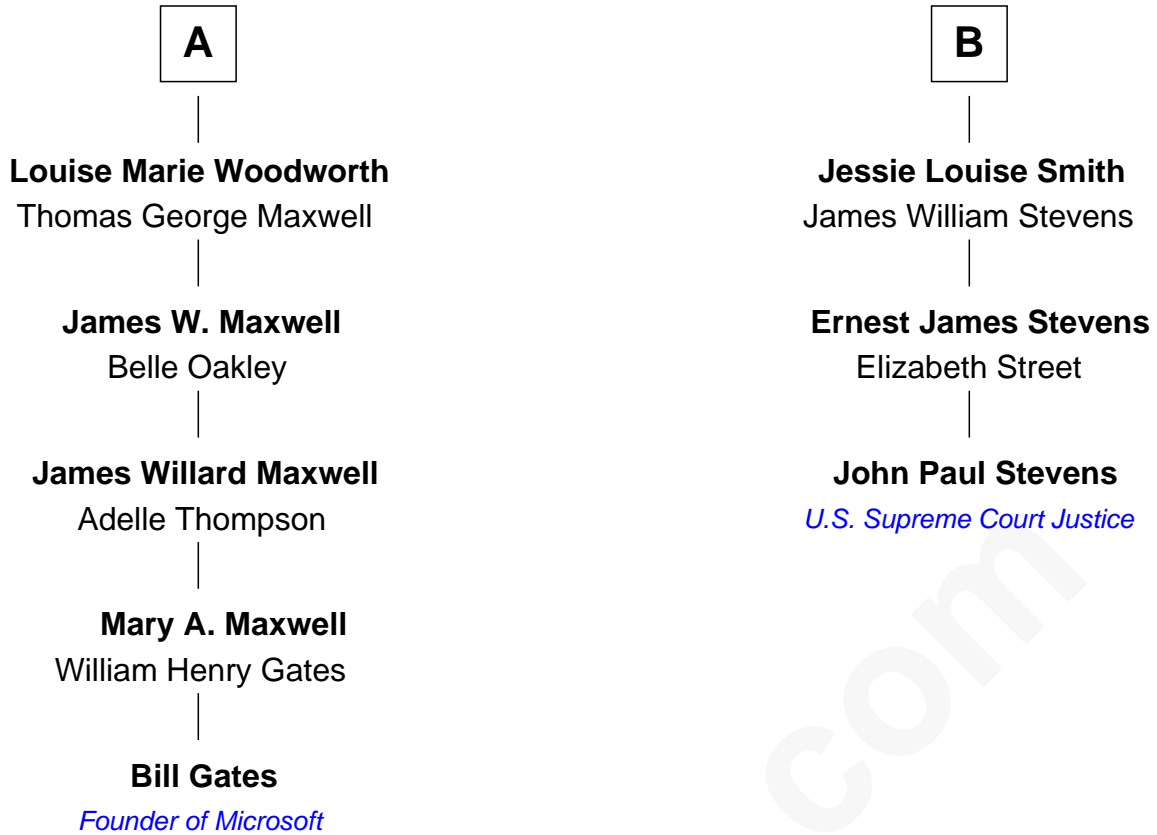 A
Louise Marie Woodworth
Thomas George Maxwell
James W. Maxwell
Belle Oakley
James Willard Maxwell
Adelle Thompson
Mary A. Maxwell
William Henry Gates
Bill Gates
Founder of Microsoft
B
Jessie Louise Smith
James William Stevens
Ernest James Stevens
Elizabeth Street
John Paul Stevens
U.S. Supreme Court Justice
com